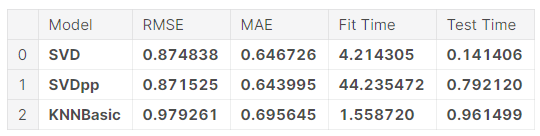 Model RMSE MAE Fit Time Test Time
0 SVD 0.874838 0.646726 4.214305 0.141406
1 SVDpp 0.871525 0.643995 44.235472 0.792120
2 KNNBasic 0.979261 0.695645 1.558720 0.961499